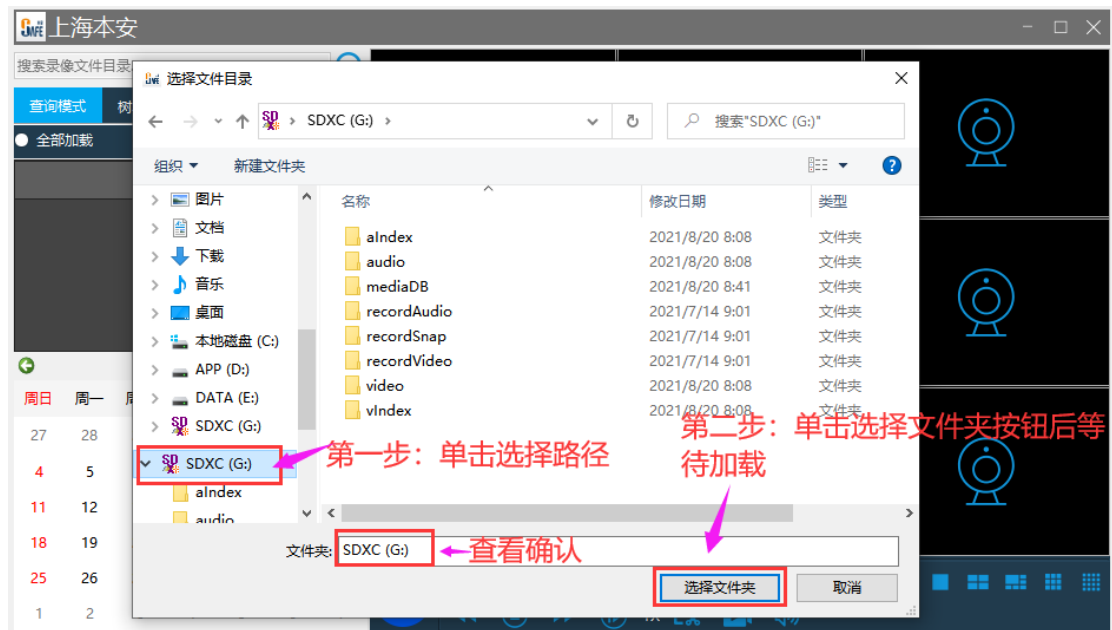 SAFE 上海本安
搜索录像文件目录
选择文件目录
查询模式 树
SDXC (G:)
搜索"SDXC (G:)"
全部加载
组织 新建文件夹
名称 修改日期 类型
图片
文档
下载
音乐
桌面
本地磁盘 (C:)
APP (D:)
DATA (E:)
SDXC (G:)
SDXC (G:)
aIndex
audio
aIndex 2021/8/20 8:08 文件夹
audio 2021/8/20 8:08 文件夹
mediaDB 2021/8/20 8:41 文件夹
recordAudio 2021/7/14 9:01 文件夹
recordSnap 2021/7/14 9:01 文件夹
recordVideo 2021/7/14 9:01 文件夹
video 2021/8/20 8:08 文件夹
vIndex 2021/8/20 8:08 文件夹
第一步：单击选择路径
第二步：单击选择文件夹按钮后等
待加载
文件夹: SDXC (G:)
查看确认
选择文件夹 取消
周日 周一
27 28
4 5
11 12
18 19
25 26
1 2
1X